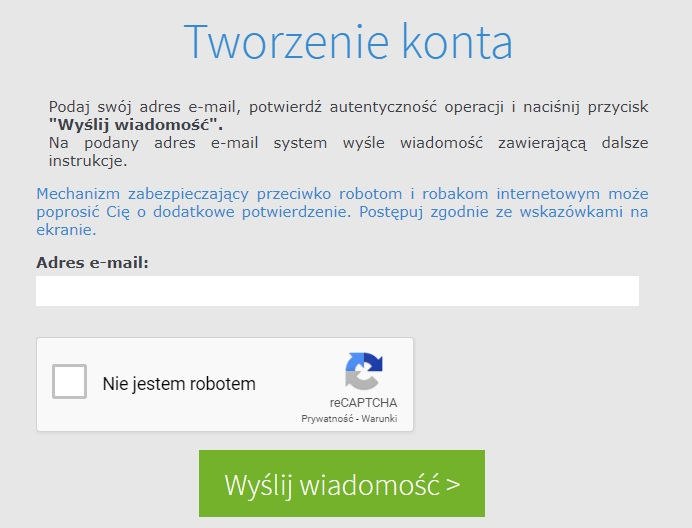 Tworzenie konta
Podaj swój adres e-mail, potwierdź autentyczność operacji i naciśnij przycisk
"Wyślij wiadomość".
Na podany adres e-mail system wyśle wiadomość zawierającą dalsze
instrukcje.
Mechanizm zabezpieczający przeciwko robotom i robakom internetowym może
poprosić Cię o dodatkowe potwierdzenie. Postępuj zgodnie ze wskazówkami na
ekranie.
Adres e-mail:
Nie jestem robotem
reCAPTCHA
Prywatność - Warunki
Wyślij wiadomość >